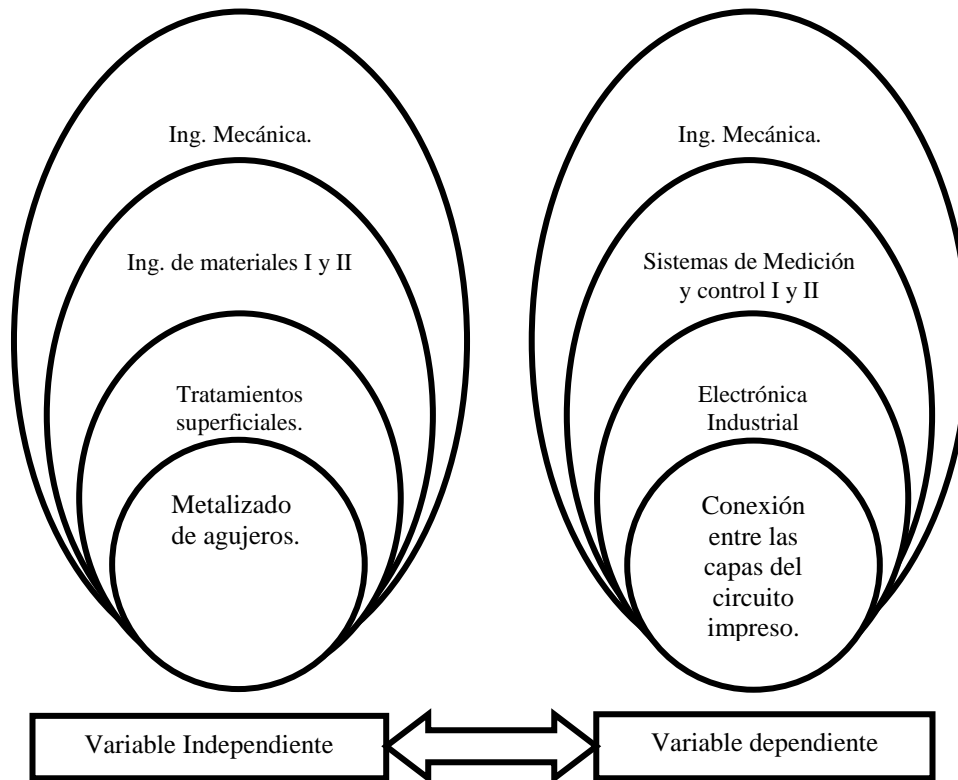 Ing. Mecánica.
Ing. de materiales I y II
Tratamientos
superficiales.
Metalizado
de agujeros.
Variable Independiente
Ing. Mecánica.
Sistemas de Medición
y control I y II
Electrónica
Industrial
Conexión
entre las
capas del
circuito
impreso.
Variable dependiente